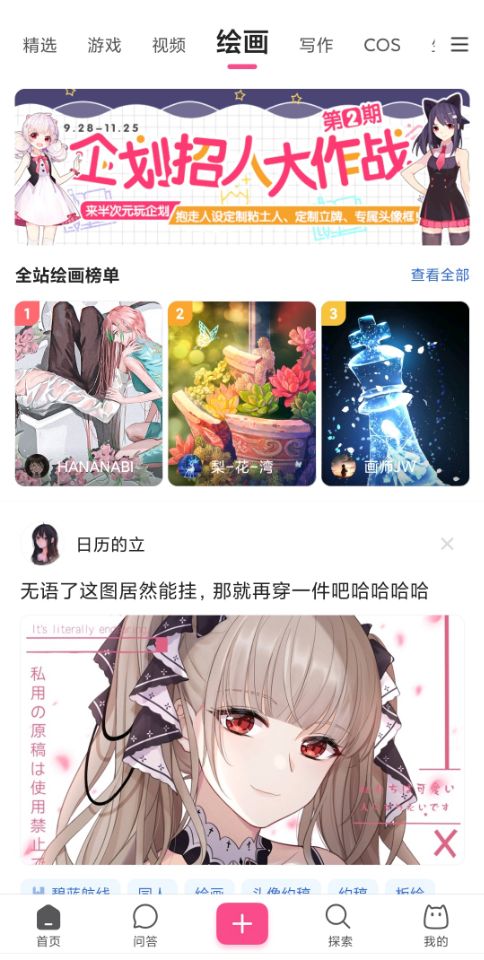 精选 游戏 视频 绘画 写作 COS
第2期
9.28-11.25
企划招人大作战
来半次元玩企划 抱走人设定制粘土人、定制立牌、专属头像框!
全站绘画榜单 查看全部
1 2 3
HANANABI 梨-花-湾 画师JW
日历的立
无语了这图居然能挂，那就再穿一件吧哈哈哈哈
It's literally
私用の原稿は使用禁止
は可愛い
碧蓝航线 同人 绘画 头像约稿 约稿 板绘
首页 问答 探索 我的